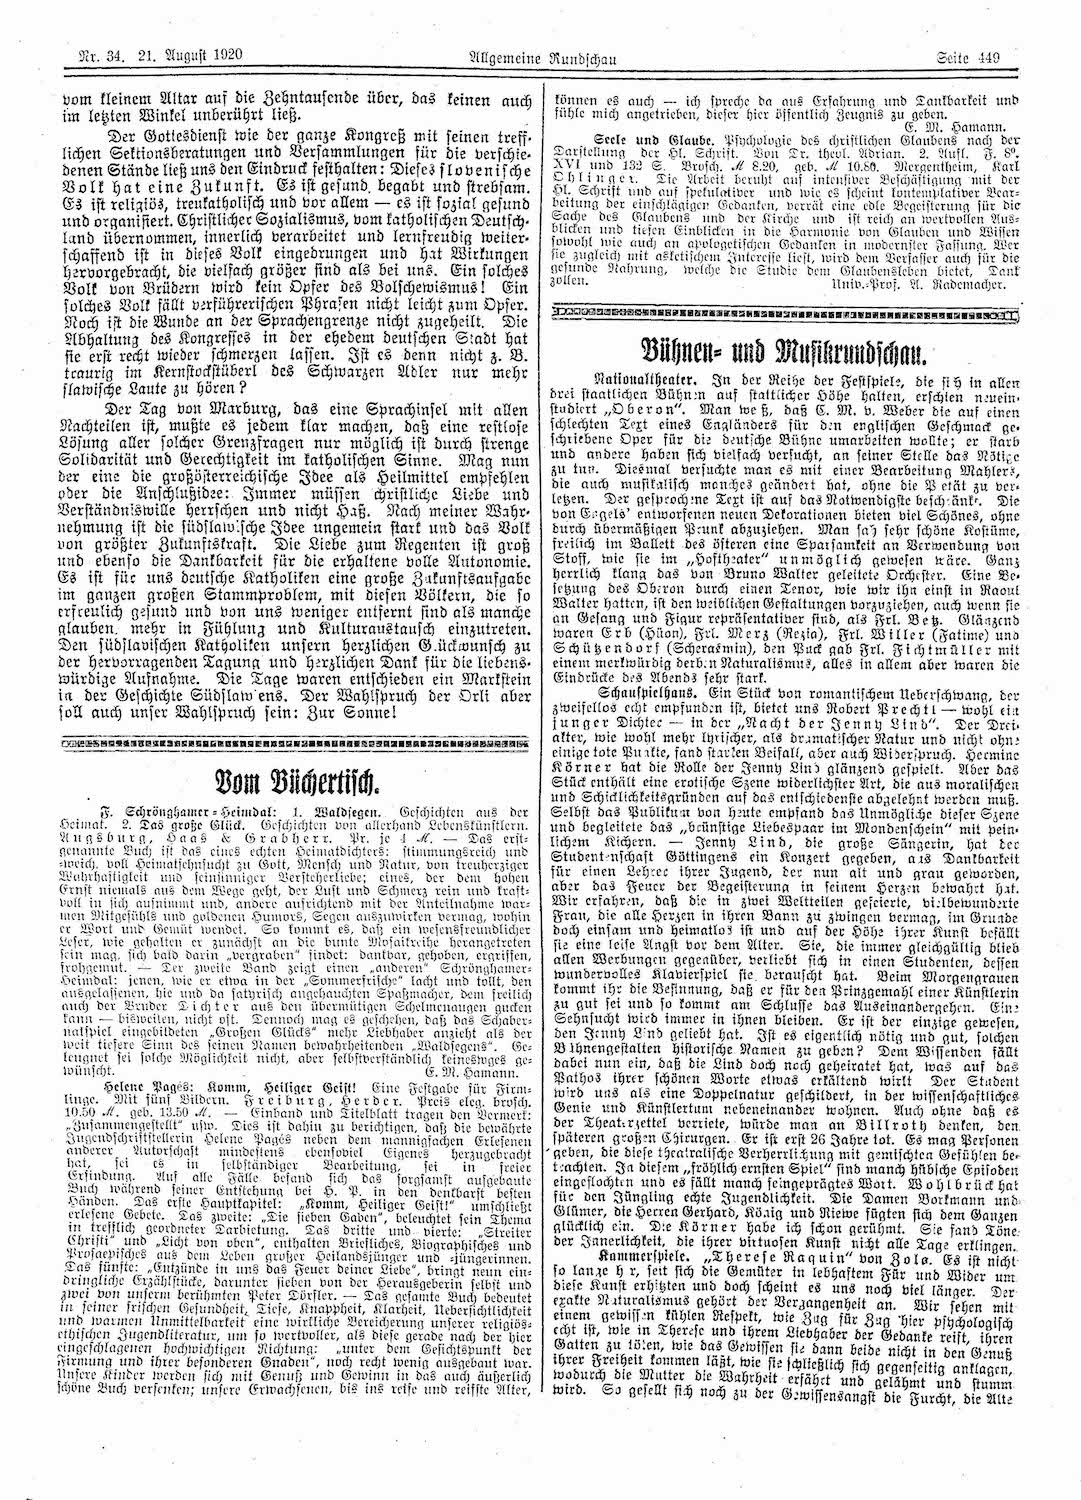 Nr. 34. 21. August 1920
Allgemeine Rundschau
Seite 449
vom kleinem Altar auf die Zehntausende über, das keinen auch
im letzten Winkel unberührt ließ.
Der Gottesdienst wie der ganze Kongreß mit seinen treff-
lichen Sektionsberatungen und Versammlungen für die verschie-
denen Stände ließ uns den Eindruck festhalten: Dieses slovenische
Volk hat eine Zukunft. Es ist gesund, begabt und strebsam.
Es ist religiös, treukatholisch und vor allem — es ist sozial gesund
und organisiert. Christlicher Sozialismus, vom katholischen Deutsch-
land übernommen, innerlich verarbeitet und lernfreudig weiter-
schaffend ist in dieses Volk eingedrungen und hat Wirkungen
hervorgebracht, die vielfach größer sind als bei uns. Ein solches
Volk von Brüdern wird kein Opfer des Bolschewismus! Ein
solches Volk fällt verführerischen Phrasen nicht leicht zum Opfer.
Noch ist die Wunde an der Sprachengrenze nicht zugeheilt. Die
Abhaltung des Kongresses in der ehedem deutschen Stadt hat
sie erst recht wieder schmerzen lassen. Ist es denn nicht z. B.
traurig im Kernstockstüberl des Schwarzen Adler nur mehr
slawische Laute zu hören?
Der Tag von Marburg, das eine Sprachinsel mit allen
Nachteilen ist, mußte es jedem klar machen, daß eine restlose
Lösung aller solcher Grenzfragen nur möglich ist durch strenge
Solidarität und Gerechtigkeit im katholischen Sinne. Mag nun
der eine die großösterreichische Idee als Heilmittel empfehlen
oder die Anschlußidee: Immer müssen christliche Liebe und
Verständniswille herrschen und nicht Haß. Nach meiner Wahr-
nehmung ist die südslawische Idee ungemein stark und das Volk
von größter Zukunftskraft. Die Liebe zum Regenten ist groß
und ebenso die Dankbarkeit für die erhaltene volle Autonomie.
Es ist für uns deutsche Katholiken eine große Zukunftsaufgabe
im ganzen großen Stammproblem, mit diesen Völkern, die so
erfreulich gesund und von uns weniger entfernt sind als manche
glauben, mehr in Fühlung und Kulturaustausch einzutreten.
Den südslavischen Katholiken unsern herzlichen Glückwunsch zu
der hervorragenden Tagung und herzlichen Dank für die liebens-
würdige Aufnahme. Die Tage waren entschieden ein Markstein
in der Geschichte Südslawiens. Der Wahlspruch der Orli aber
soll auch unser Wahlspruch sein: Zur Sonne!
Vom Büchertisch.
F. Schrönghamer-Heimdal: 1. Waldsegen. Geschichten aus der
Heimat. 2. Das große Glück. Geschichten von allerhand Lebenskünstlern.
Augsburg, Haas & Grabherr. Pr. je 4 M. — Das erst-
genannte Buch ist das eines echten Heimatdichters: stimmungsreich und
weich, voll Heimatsehnsucht zu Gott, Mensch und Natur, von treuherziger
Wahrhaftigkeit und feinsinniger Versteherliebe; eines, der dem hohen
Ernst niemals aus dem Wege geht, der Lust und Schmerz rein und kraft-
voll in sich aufnimmt und, andere aufrichtend mit der Anteilnahme war-
men Mitgefühls und goldenen Humors, Segen auszuwirken vermag, wohin
er Wort und Gemüt wendet. So kommt es, daß ein wesensfreundlicher
Leser, wie gehalten er zunächst an die bunte Mosaikreihe herangetreten
sein mag, sich bald darin „vergraben“ findet: dankbar, gehoben, ergriffen,
frohgemut. — Der zweite Band zeigt einen „anderen“ Schrönghamer-
Heimdal: jenen, wie er etwa in der „Sommerfrische“ lacht und tollt, den
ausgelassenen, hie und da satyrisch angehauchten Spaßmacher, dem freilich
auch der Bruder Dichter aus den übermütigen Schelmenaugen gucken
kann — bisweilen, nicht oft. Dennoch mag es geschehen, daß das Schaber-
nakspiel eingebildeten „Großen Glücks“ mehr Liebhaber anzieht als der
weit tiefere Sinn des seinen Namen bewahrheitenden „Waldsegens“. Ge-
leugnet sei solche Möglichkeit nicht, aber selbstverständlich keineswegs ge-
wünscht. E. M. Hamann.
Helene Pagés: Komm, Heiliger Geist! Eine Festgabe für Firm-
linge. Mit fünf Bildern. Freiburg, Herder. Preis eleg. brosch.
10.50 M. geb. 13.50 M. — Einband und Titelblatt tragen den Vermerk:
„Zusammengestellt“ usw. Dies ist dahin zu berichtigen, daß die bewährte
Jugendschriftstellerin Helene Pagés neben dem mannigfachen Erlesenen
anderer Autorschaft mindestens ebensoviel Eigenes herzugebracht
hat, sei es in selbständiger Bearbeitung, sei in freier
Erfindung. Auf alle Fälle befand sich das sorgsamst aufgebaute
Buch während seiner Entstehung bei H. P. in den denkbarst besten
Händen. Das erste Hauptkapitel: „Komm, Heiliger Geist!“ umschließt
erlesene Gebete. Das zweite: „Die sieben Gaben“, beleuchtet sein Thema
in trefflich geordneter Darbietung. Das dritte und vierte: „Streiter
Christi“ und „Licht von oben“, enthalten Briefliches, Biographisches und
Prosaepisches aus dem Leben großer Heilandsjünger und -jüngerinnen.
Das fünfte: „Entzünde in uns das Feuer deiner Liebe“, bringt neun ein-
dringliche Erzählstücke, darunter sieben von der Herausgeberin selbst und
zwei von unserm berühmten Peter Dörfler. — Das gesamte Buch bedeutet
in seiner frischen Gesundheit, Tiefe, Knappheit, Klarheit, Uebersichtlichkeit
und warmen Unmittelbarkeit eine wirkliche Vereicherung unserer religiös-
ethischen Jugendliteratur, um so wertvoller, als diese gerade nach der hier
eingeschlagenen hochwichtigen Richtung: „unter dem Gesichtspunkt der
Firmung und ihrer besonderen Gnaden“, noch recht wenig ausgebaut war.
Unsere Kinder werden sich mit Genuß und Gewinn in das auch äußerlich
schöne Buch versenken; unsere Erwachsenen, bis ins reife und reifste Alter,
können es auch — ich spreche da aus Erfahrung und Dankbarkeit und
fühle mich angetrieben, dieser hier öffentlich Zeugnis zu geben.
E. M. Hamann.
Seele und Glaube. Psychologie des christlichen Glaubens nach der
Darstellung der Hl. Schrift. Von Dr. theol. Adrian. 2. Aufl. F. 8°.
XVI und 132 S. Brosch. M 8.20, geb. M 10.80. Mergentheim, Karl
Ohlinger. Die Arbeit beruht auf intensiver Beschäftigung mit der
Hl. Schrift und auf spekulativer und wie es scheint kontemplativer Bear-
beitung der einschlägigen Gedanken, verrät eine edle Begeisterung für die
Sache des Glaubens und der Kirche und ist reich an wertvollen Aus-
blicken und tiefen Einblicken in die Harmonie von Glauben und Wissen
sowohl wie auch an apologetischen Gedanken in modernster Fassung. Wer
sie zugleich mit asketischem Interesse liest, wird dem Verfasser auch für die
gesunde Nahrung, welche die Studie dem Glaubensleben bietet, Dank
zollen. Univ.-Prof. A. Rademacher.
Bühnen- und Musikrundschau.
Nationaltheater. In der Reihe der Festspiele, die sich in allen
drei staatlichen Bühnen auf stattlicher Höhe halten, erschien neuein-
studiert „Oberon“. Man weiß, daß C. M. v. Weber die auf einen
schlechten Text eines Engländers für den englischen Geschmack ge-
schriebene Oper für die deutsche Bühne umarbeiten wollte; er starb
und andere haben sich vielfach versucht, an seiner Stelle das Nötige
zu tun. Diesmal versuchte man es mit einer Bearbeitung Mahlers,
die auch musikalisch manches geändert hat, ohne die Pietät zu ver-
letzen. Der gesprochene Text ist auf das Notwendigste beschränkt. Die
von Engels' entworfenen neuen Dekorationen bieten viel Schönes, ohne
durch übermäßigen Prunk abzuziehen. Man sah sehr schöne Kostüme,
freilich im Ballett des öfteren eine Sparsamkeit an Verwendung von
Stoff, wie sie im „Hoftheater“ unmöglich gewesen wäre. Ganz
herrlich klang das von Bruno Walter geleitete Orchester. Eine Be-
setzung des Oberon durch einen Tenor, wie wir ihn einst in Raoul
Walter hatten, ist den weiblichen Gestaltungen vorzuziehen, auch wenn sie
an Gesang und Figur repräsentativer sind, als Frl. Betz. Glänzend
waren Erb (Hüon), Frl. Merz (Rezia), Frl. Willer (Fatime) und
Schützendorf (Scherasmin), den Puck gab Frl. Fichtmüller mit
einem merkwürdig derben Naturalismus, alles in allem aber waren die
Eindrücke des Abends sehr stark.
Schauspielhaus. Ein Stück von romantischem Ueberschwang, der
zweifellos echt empfunden ist, bietet uns Robert Prechtl — wohl ein
junger Dichter — in der „Nacht der Jenny Lind“. Der Drei-
akter, wie wohl mehr lyrischer, als dramatischer Natur und nicht ohne
einige tote Punkte, fand starken Beifall, aber auch Widerspruch. Hermine
Körner hat die Rolle der Jenny Lind glänzend gespielt. Aber das
Stück enthält eine erotische Szene widerlichster Art, die aus moralischen
und Schicklichkeitsgründen auf das entschiedenste abgelehnt werden muß.
Selbst das Publikum von heute empfand das Unmögliche dieser Szene
und begleitete das „brünstige Liebespaar im Mondenschein“ mit pein-
lichem Kichern. — Jenny Lind, die große Sängerin, hat der
Studentenschaft Göttingens ein Konzert gegeben, aus Dankbarkeit
für einen Lehrer ihrer Jugend, der nun alt und grau geworden,
aber das Feuer der Begeisterung in seinem Herzen bewahrt hat.
Wir erfahren, daß die in zwei Weltteilen gefeierte, vielbewunderte
Frau, die alle Herzen in ihren Bann zu zwingen vermag, im Grunde
doch einsam und heimatlos ist und auf der Höhe ihrer Kunst befällt
sie eine leise Angst vor dem Alter. Sie, die immer gleichgültig blieb
allen Werbungen gegenüber, verliebt sich in einen Studenten, dessen
wundervolles Klavierspiel sie berauscht hat. Beim Morgengrauen
kommt ihr die Besinnung, daß er für den Prinzgemahl einer Künstlerin
zu gut sei und so kommt am Schlusse das Auseinandergehen. Eine
Sehnsucht wird immer in ihnen bleiben. Er ist der einzige gewesen,
den Jenny Lind geliebt hat. Ist es eigentlich nötig und gut, solchen
Bühnengestalten historische Namen zu geben? Dem Wissenden fällt
dabei nun ein, daß die Lind doch noch geheiratet hat, was auf das
Pathos ihrer schönen Worte etwas erkältend wirkt Der Student
wird uns als eine Doppelnatur geschildert, in der wissenschaftliches
Genie und Künstlertum nebeneinander wohnen. Auch ohne daß es
der Theaterzettel verriete, würde man an Billroth denken, den
späteren großen Chirurgen. Er ist erst 26 Jahre tot. Es mag Personen
geben, die diese theatralische Verherrlichung mit gemischten Gefühlen be-
trachten. In diesem „fröhlich ernsten Spiel“ sind manch hübsche Episoden
eingeflochten und es fällt manch feingeprägtes Wort. Wohlbrück hat
für den Jüngling echte Jugendlichkeit. Die Damen Borkmann und
Glümer, die Herren Gerhard, König und Riewe fügten sich dem Ganzen
glücklich ein. Die Körner habe ich schon gerühmt. Sie fand Töne
der Innerlichkeit, die ihrer virtuosen Kunst nicht alle Tage erklingen.
Kammerspiele. „Therese Raquin“ von Zola. Es ist nicht
so lange her, seit sich die Gemüter in lebhaftem Für und Wider um
diese Kunst erhitzten und doch scheint es uns noch viel länger. Der
exakte Naturalismus gehört der Vergangenheit an. Wir sehen mit
einem gewissen kühlen Respekt, wie Zug für Zug hier psychologisch
echt ist, wie in Therese und ihrem Liebhaber der Gedanke reift, ihren
Gatten zu töten, wie das Gewissen sie dann beide nicht in den Genuß
ihrer Freiheit kommen läßt, wie sie schließlich sich gegenseitig anklagen,
wodurch die Mutter die Wahrheit erfährt und gelähmt und stumm
wird. So gesellt sich noch zu der Gewissensangst die Furcht, die Alte